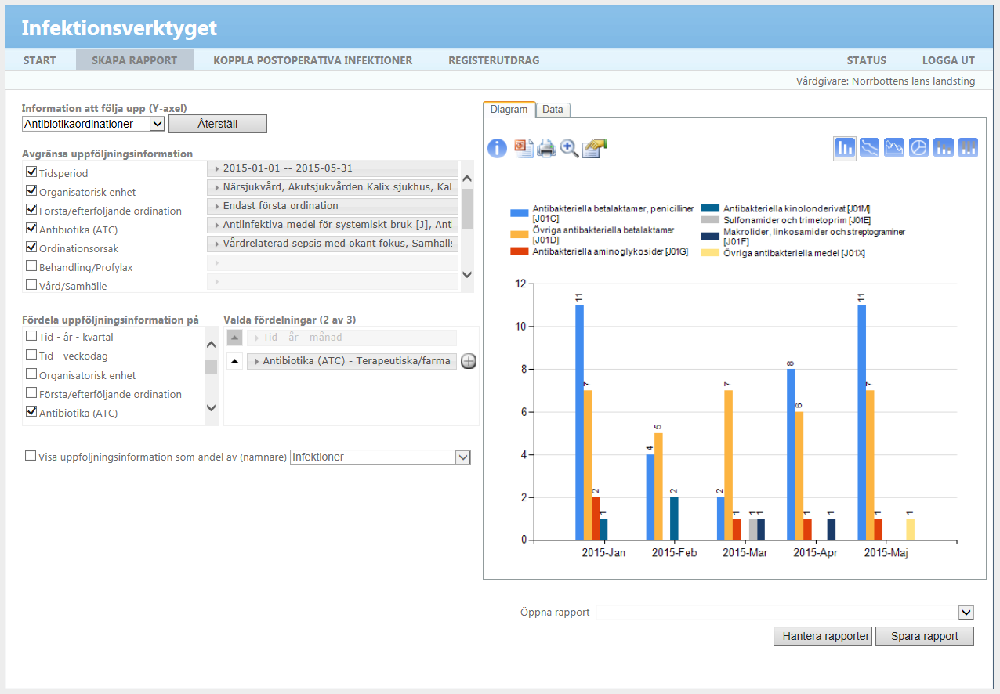 Infektionsverktyget
START SKAPA RAPPORT KOPPLA POSTOPERATIVA INFEKTIONER REGISTERUTDRAG STATUS LOGGA UT
Vårdgivare: Norrbottens läns landsting
Information att följa upp (Y-axel)
Antibiotikaordinationer Återställ
Avgränsa uppföljningsinformation
Tidsperiod 2015-01-01 -- 2015-05-31
Organisatorisk enhet Närsjukvård, Akutsjukvården Kalix sjukhus, Kal
Första/efterföljande ordination Endast första ordination
Antibiotika (ATC) Antiinfektiva medel för systemiskt bruk [J], Ant
Ordinationsorsak Vårdrelaterad sepsis med okänt fokus, Samhälls
Behandling/Profylax
Vård/Samhälle
Fördela uppföljningsinformation på
Tid - år - kvartal
Tid - veckodag
Organisatorisk enhet
Första/efterföljande ordination
Antibiotika (ATC)
Valda fördelningar (2 av 3)
Tid - år - månad
Antibiotika (ATC) - Terapeutiska/farma
Visa uppföljningsinformation som andel av (nämnare) Infektioner
Diagram Data
Antibakteriella betalaktamer, penicilliner
[J01C]
Övriga antibakteriella betalaktamer
[J01D]
Antibakteriella aminoglykosider [J01G]
Antibakteriella kinolonderivat [J01M]
Sulfonamider och trimetoprim [J01E]
Makrolider, linkosamider och streptograminer
[J01F]
Övriga antibakteriella medel [J01X]
12
10
8
6
4
2
0
11 7 2 1
4 5 2
2 7 1 1 1
8 6 1 1
11 7 1 1
2015-Jan 2015-Feb 2015-Mar 2015-Apr 2015-Maj
Öppna rapport
Hantera rapporter Spara rapport